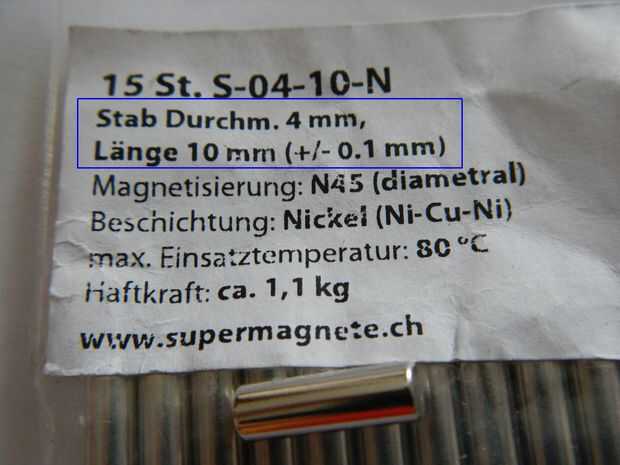 15 St. S-04-10-N
Stab Durchm. 4 mm,
Länge 10 mm (+/- 0.1 mm)
Magnetisierung: N45 (diametral)
Beschichtung: Nickel (Ni-Cu-Ni)
max. Einsatztemperatur: 80 °C
Haftkraft: ca. 1,1 kg
www.supermagnete.ch